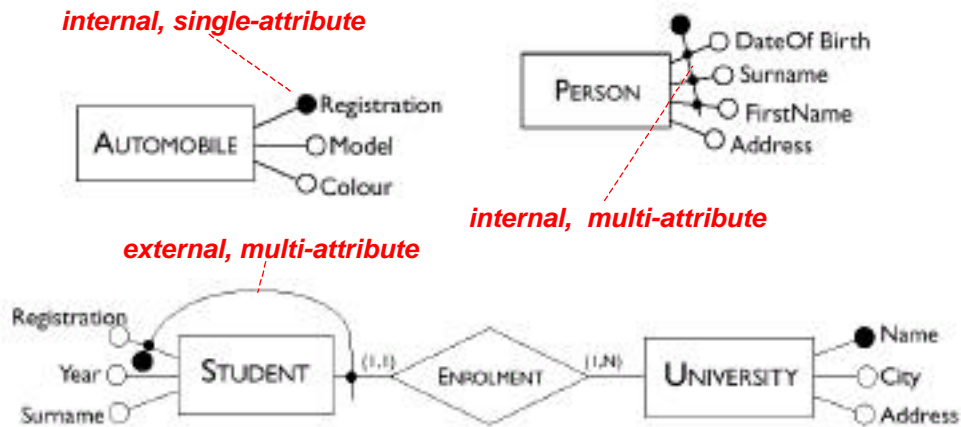 internal, single-attribute
DateOf Birth
Surname
PERSON
FirstName
Address
Registration
AUTOMOBILE
Model
Colour
internal, multi-attribute
external, multi-attribute
Registration
Name
(1,1)
(1,N)
Year
STUDENT
ENROLMENT
UNIVERSITY
City
Surname
Address